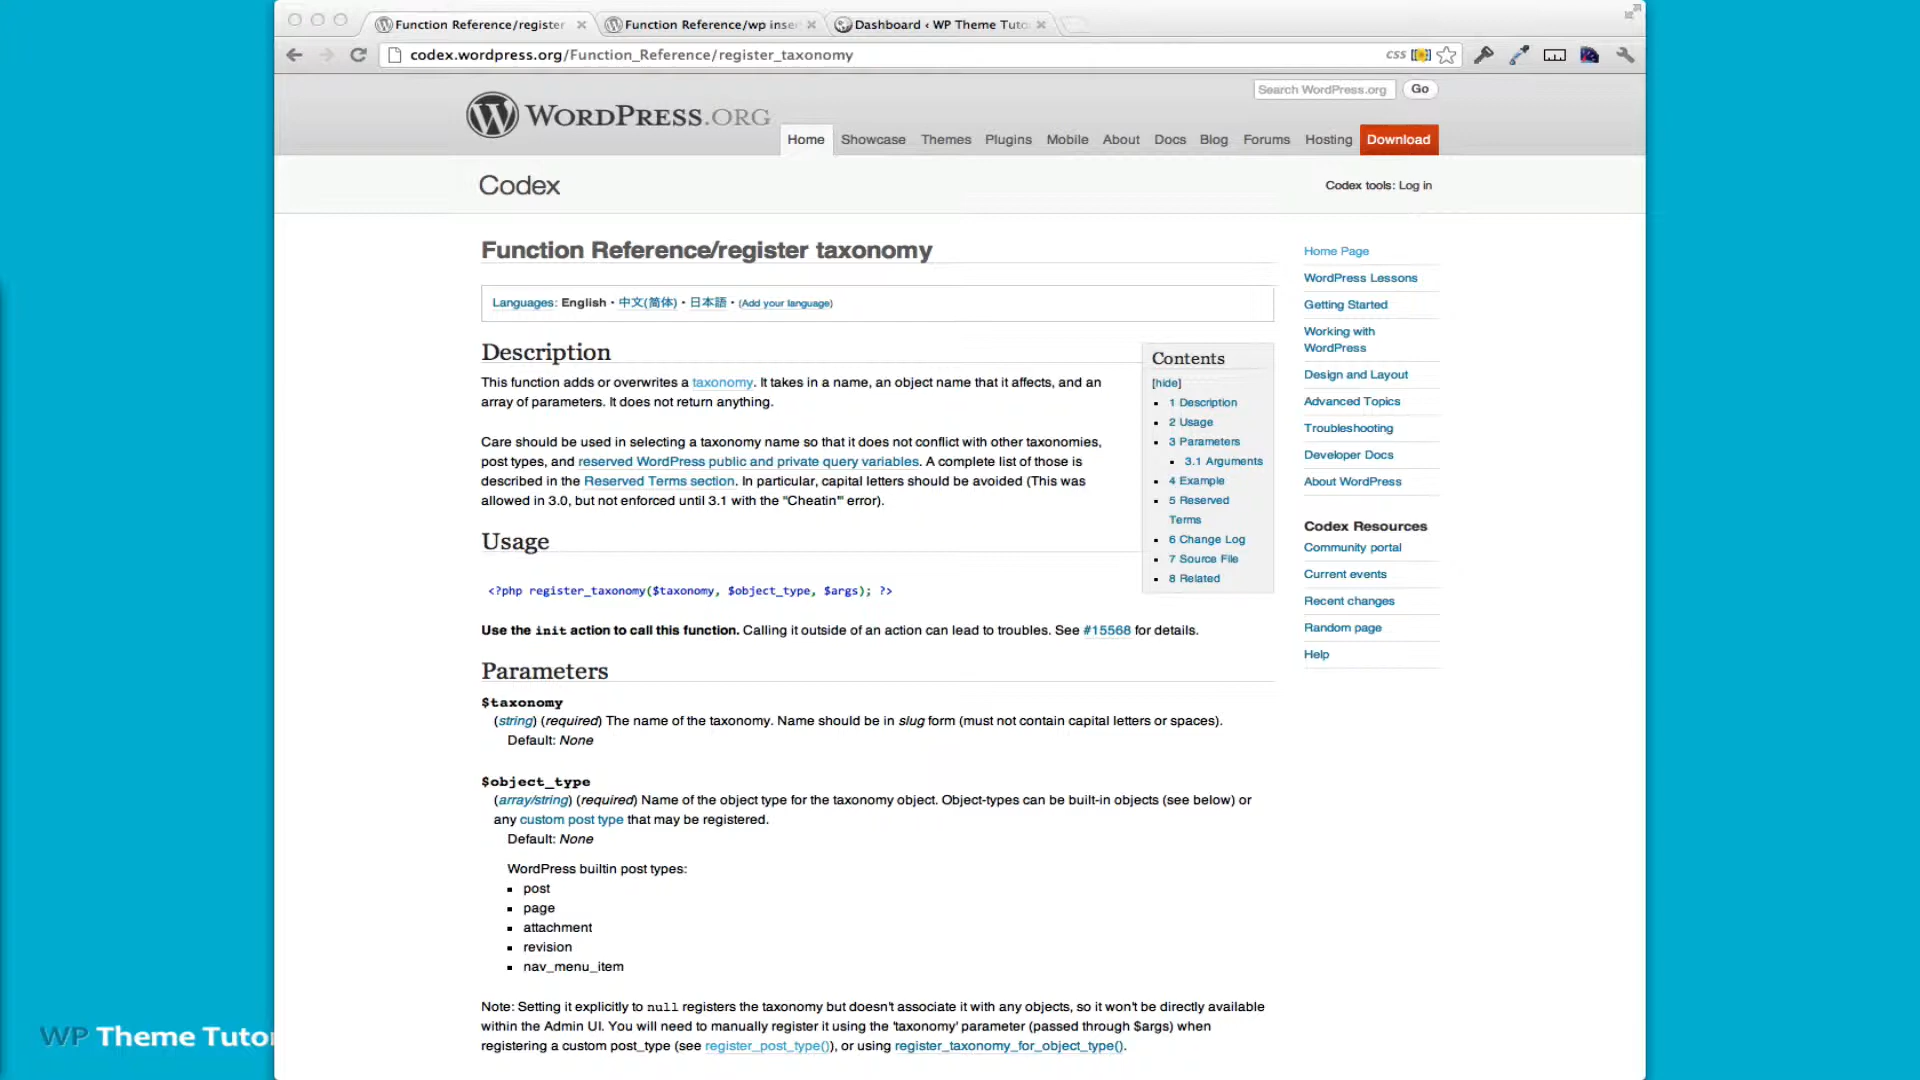 Function Reference/register
Function Reference/wp inser
Dashboard ‹ WP Theme Tuto
codex.wordpress.org/Function_Reference/register_taxonomy
CSS
Search WordPress.org
Go
WORDPRESS.ORG
Home Showcase Themes Plugins Mobile About Docs Blog Forums Hosting Download
Codex
Codex tools: Log in
Function Reference/register taxonomy
Languages: English • 中文(简体) • 日本語 • (Add your language)
Description
This function adds or overwrites a taxonomy. It takes in a name, an object name that it affects, and an
array of parameters. It does not return anything.
Care should be used in selecting a taxonomy name so that it does not conflict with other taxonomies,
post types, and reserved WordPress public and private query variables. A complete list of those is
described in the Reserved Terms section. In particular, capital letters should be avoided (This was
allowed in 3.0, but not enforced until 3.1 with the "Cheatin'" error).
Contents
[hide]
1 Description
2 Usage
3 Parameters
3.1 Arguments
4 Example
5 Reserved
Terms
6 Change Log
7 Source File
8 Related
Usage
<?php register_taxonomy($taxonomy, $object_type, $args); ?>
Use the init action to call this function. Calling it outside of an action can lead to troubles. See #15568 for details.
Parameters
$taxonomy
(string) (required) The name of the taxonomy. Name should be in slug form (must not contain capital letters or spaces).
Default: None
$object_type
(array/string) (required) Name of the object type for the taxonomy object. Object-types can be built-in objects (see below) or
any custom post type that may be registered.
Default: None
WordPress builtin post types:
post
page
attachment
revision
nav_menu_item
Note: Setting it explicitly to null registers the taxonomy but doesn't associate it with any objects, so it won't be directly available
within the Admin UI. You will need to manually register it using the 'taxonomy' parameter (passed through $args) when
registering a custom post_type (see register_post_type()), or using register_taxonomy_for_object_type().
Home Page
WordPress Lessons
Getting Started
Working with
WordPress
Design and Layout
Advanced Topics
Troubleshooting
Developer Docs
About WordPress
Codex Resources
Community portal
Current events
Recent changes
Random page
Help
WP Theme Tutor